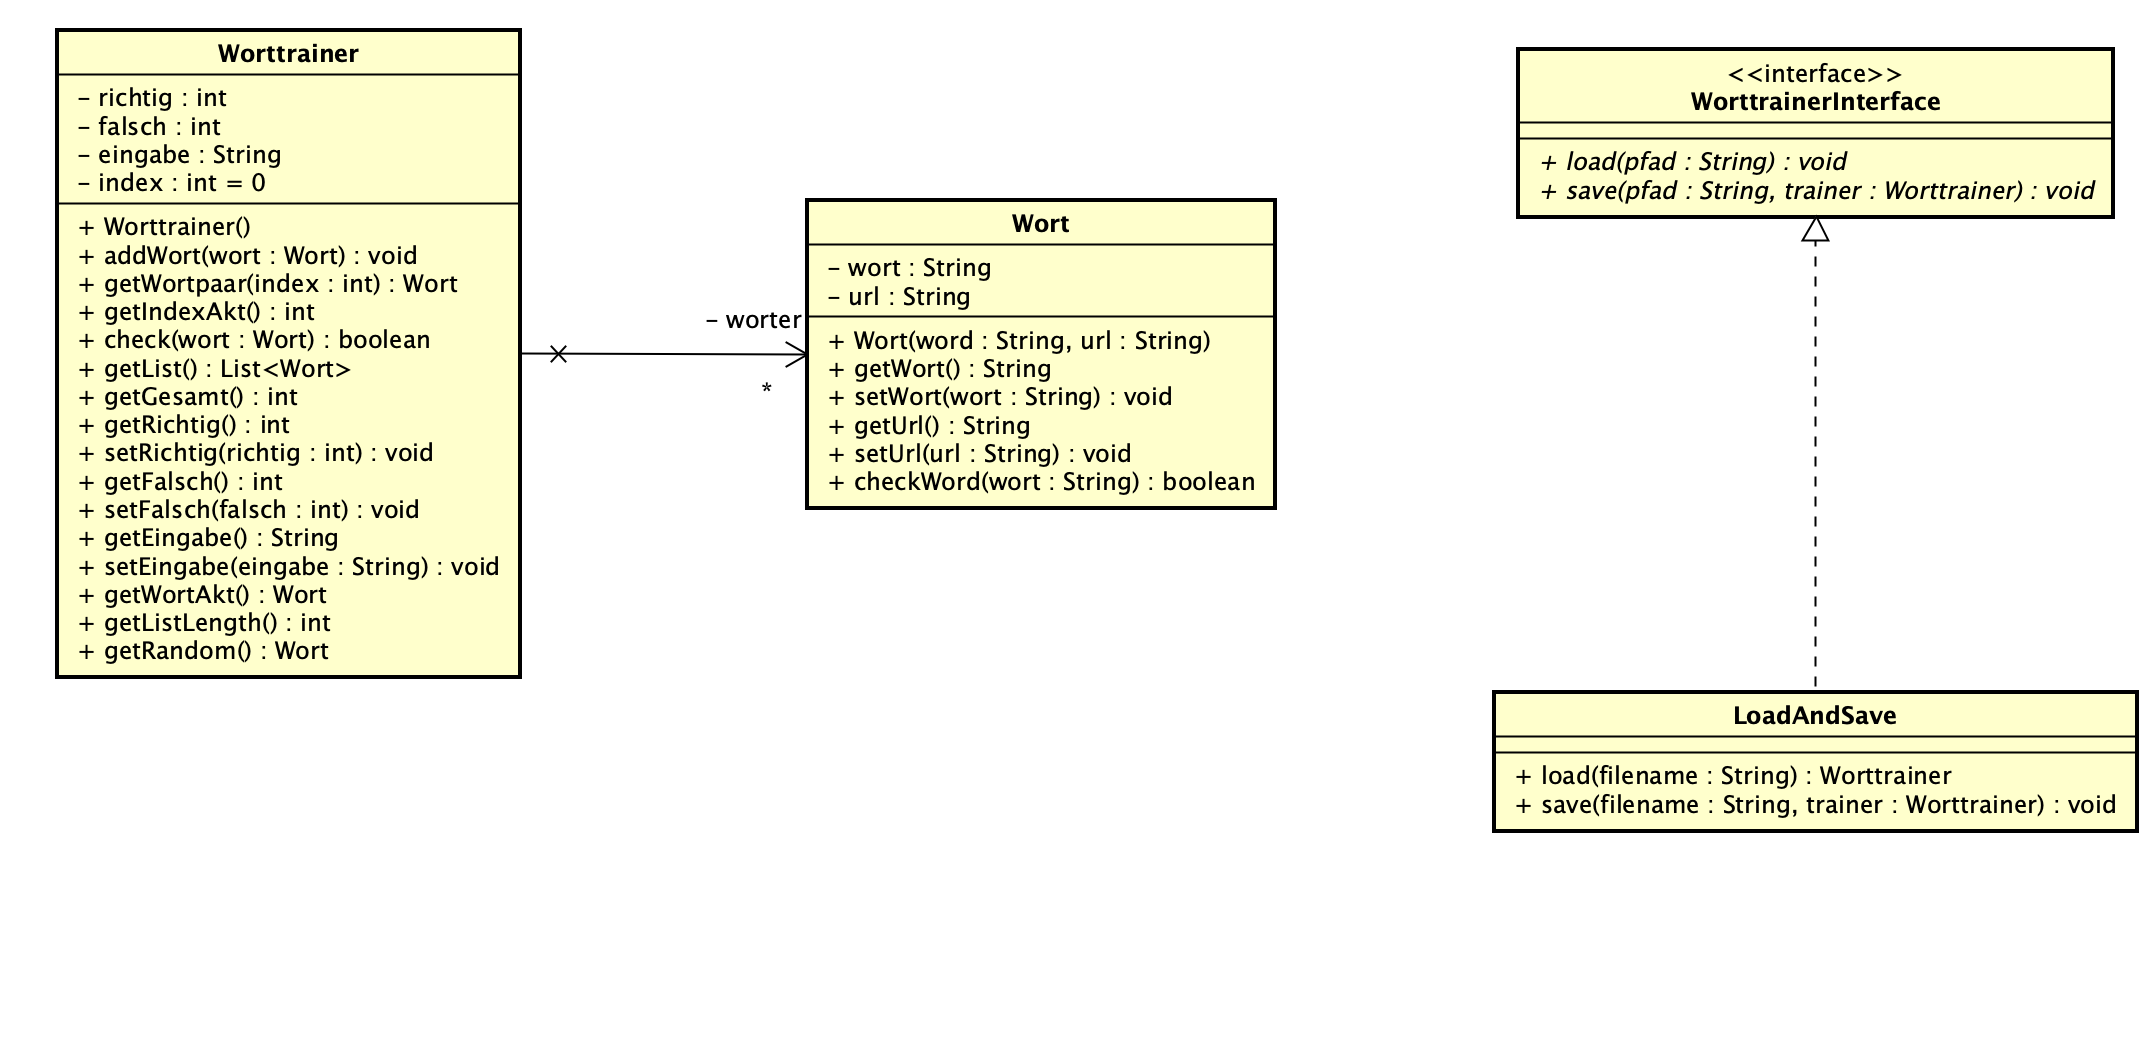 Worttrainer
– richtig : int
– falsch : int
– eingabe : String
– index : int = 0
+ Worttrainer()
+ addWort(wort : Wort) : void
+ getWortpaar(index : int) : Wort
+ getIndexAkt() : int
+ check(wort : Wort) : boolean
+ getList() : List<Wort>
+ getGesamt() : int
+ getRichtig() : int
+ setRichtig(richtig : int) : void
+ getFalsch() : int
+ setFalsch(falsch : int) : void
+ getEingabe() : String
+ setEingabe(eingabe : String) : void
+ getWortAkt() : Wort
+ getListLength() : int
+ getRandom() : Wort
– worter
*
Wort
– wort : String
– url : String
+ Wort(word : String, url : String)
+ getWort() : String
+ setWort(wort : String) : void
+ getUrl() : String
+ setUrl(url : String) : void
+ checkWord(wort : String) : boolean
<<interface>>
WorttrainerInterface
+ load(pfad : String) : void
+ save(pfad : String, trainer : Worttrainer) : void
LoadAndSave
+ load(filename : String) : Worttrainer
+ save(filename : String, trainer : Worttrainer) : void